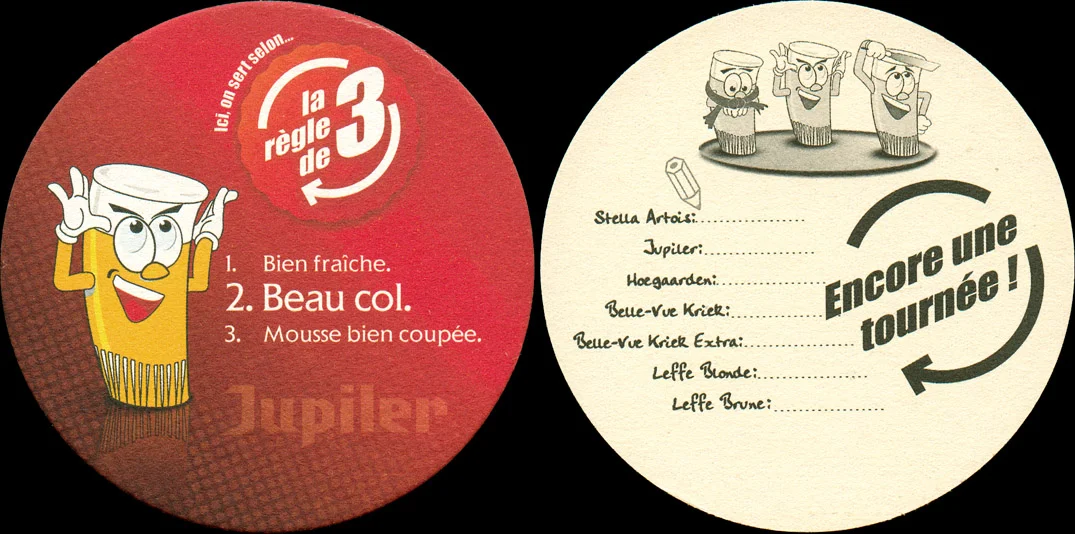 Ici, on sert selon...
la
règle
de
3
1. Bien fraîche.
2. Beau col.
3. Mousse bien coupée.
Jupiler
Stella Artois:
Jupiler:
Hoegaarden:
Belle-Vue Kriek:
Belle-Vue Kriek Extra:
Leffe Blonde:
Leffe Brune:
Encore une
tournée !